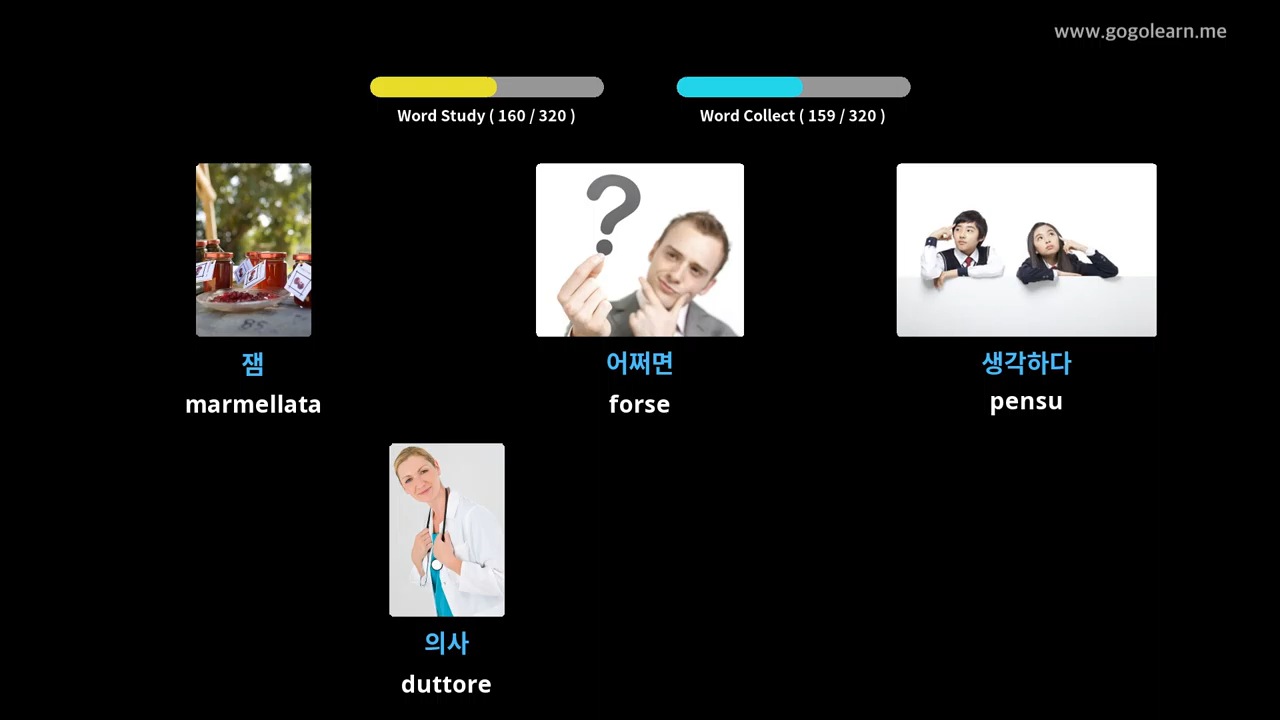 www.gogolearn.me
Word Study ( 160 / 320 )
Word Collect ( 159 / 320 )
잼
marmellata
어쩌면
forse
생각하다
pensu
의사
duttore